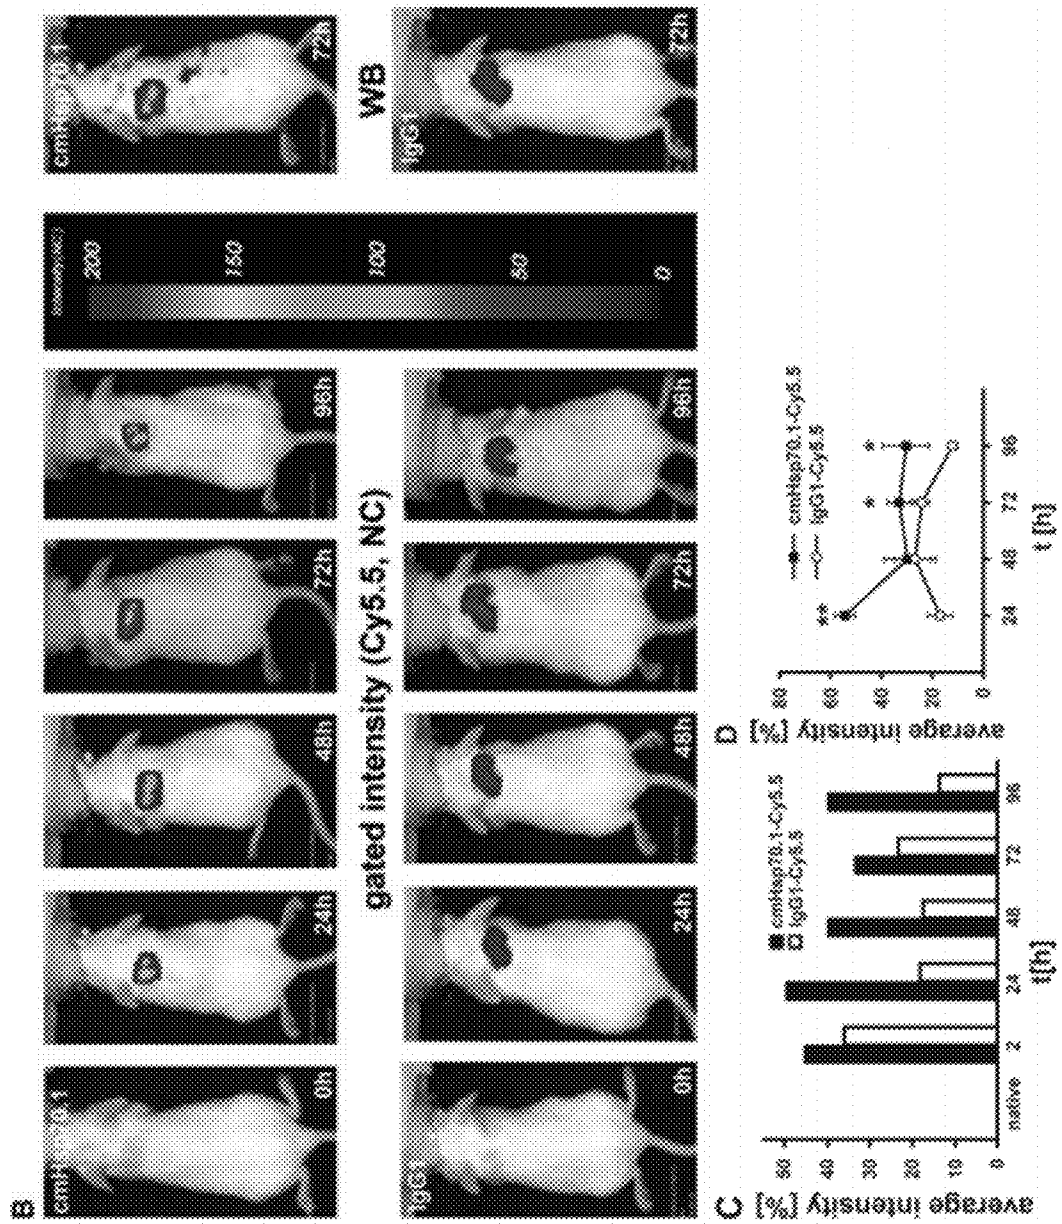 B
cmHsp70.1
0h
24h
48h
72h
96h
200
150
100
50
0
cmHsp70.1
72h
gated intensity (Cy5.5, NC)
WB
IgG1
0h
24h
48h
72h
96h
IgG1
72h
C
average intensity [%]
50
40
30
20
10
0
cmHsp70.1-Cy5.5
IgG1-Cy5.5
native
2
24
48
72
96
t[h]
D
average intensity [%]
80
60
40
20
0
cmHsp70.1-Cy5.5
IgG1-Cy5.5
**
*
*
24
48
72
96
t [h]